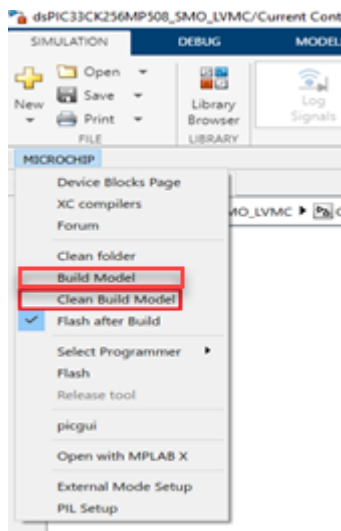 dsPIC33CK256MP508_SMO_LVMC/Current Cont
SIMULATION DEBUG MODEL
New
Open
Save
Print
FILE
Library
Browser
LIBRARY
Log
Signals
MICROCHIP
Device Blocks Page
XC compilers
Forum
MO_LVMC
Clean folder
Build Model
Clean Build Model
Flash after Build
Select Programmer
Flash
Release tool
picgui
Open with MPLAB X
External Mode Setup
PIL Setup